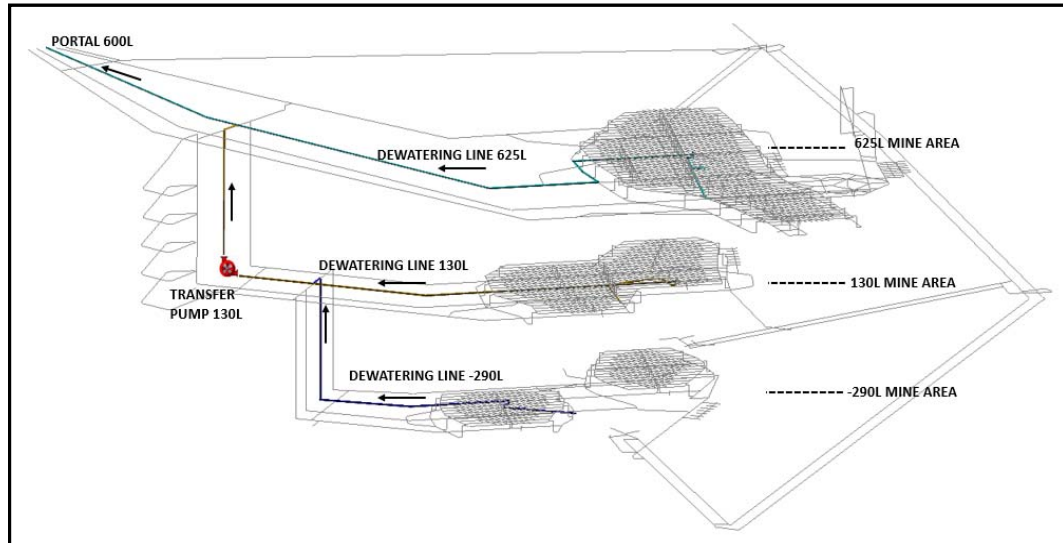 PORTAL 600L
DEWATERING LINE 625L
625L MINE AREA
DEWATERING LINE 130L
130L MINE AREA
TRANSFER
PUMP 130L
DEWATERING LINE -290L
-290L MINE AREA